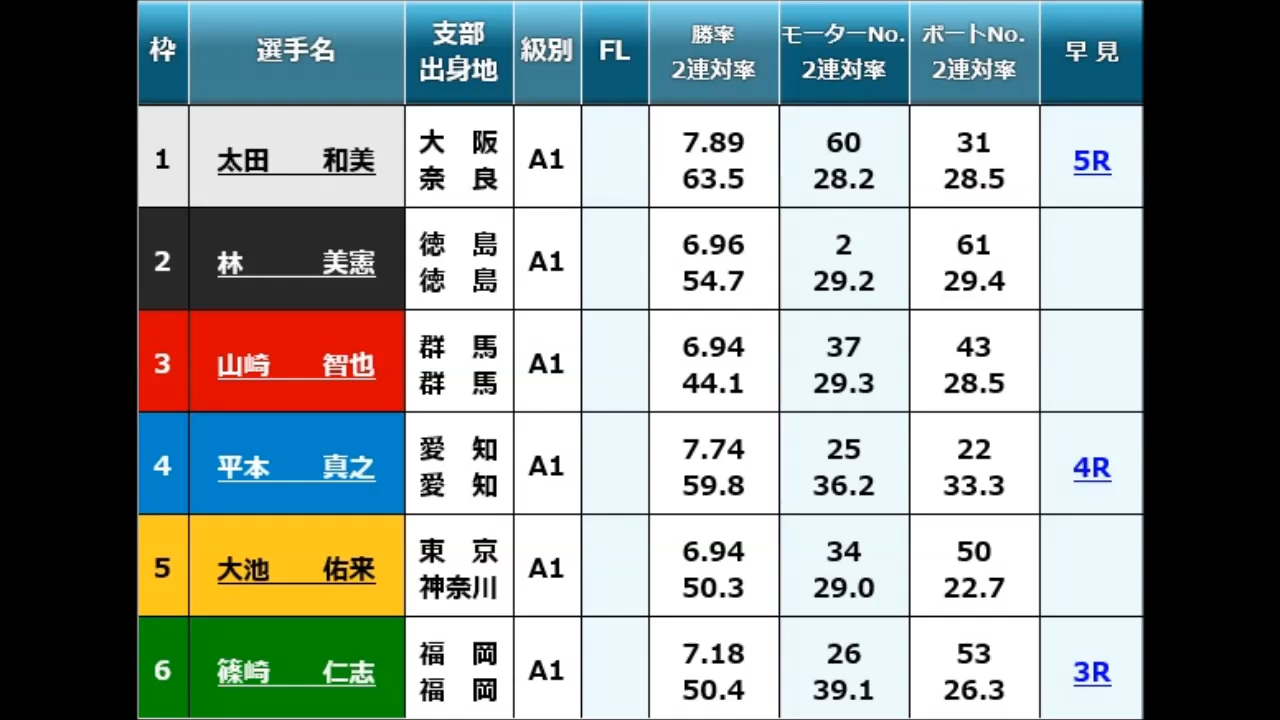 枠 選手名 支部 出身地 級別 FL 勝率 2連対率 モーターNo. 2連対率 ボートNo. 2連対率 早見
1 太田 和美 大阪 奈良 A1 7.89 63.5 60 28.2 31 28.5 5R
2 林 美憲 徳島 徳島 A1 6.96 54.7 2 29.2 61 29.4
3 山崎 智也 群馬 群馬 A1 6.94 44.1 37 29.3 43 28.5
4 平本 真之 愛知 愛知 A1 7.74 59.8 25 36.2 22 33.3 4R
5 大池 佑来 東京 神奈川 A1 6.94 50.3 34 29.0 50 22.7
6 篠崎 仁志 福岡 福岡 A1 7.18 50.4 26 39.1 53 26.3 3R